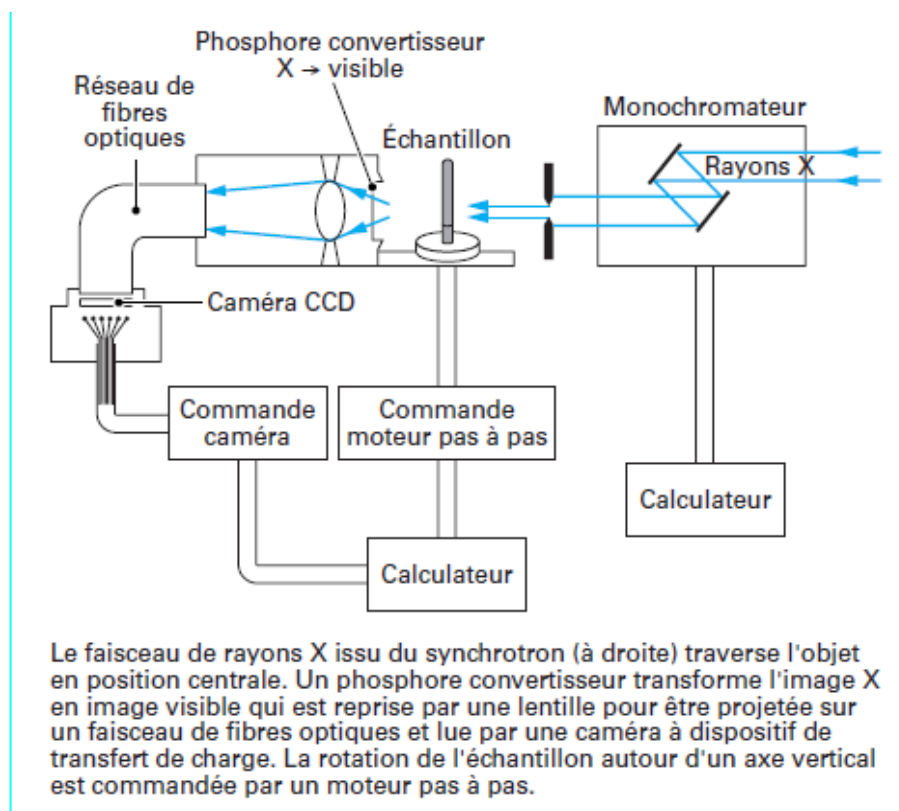 Phosphore convertisseur
X → visible
Réseau de
fibres
optiques
Échantillon
Monochromateur
Rayons X
Caméra CCD
Commande
caméra
Commande
moteur pas à pas
Calculateur
Calculateur
Le faisceau de rayons X issu du synchrotron (à droite) traverse l'objet
en position centrale. Un phosphore convertisseur transforme l'image X
en image visible qui est reprise par une lentille pour être projetée sur
un faisceau de fibres optiques et lue par une caméra à dispositif de
transfert de charge. La rotation de l'échantillon autour d'un axe vertical
est commandée par un moteur pas à pas.